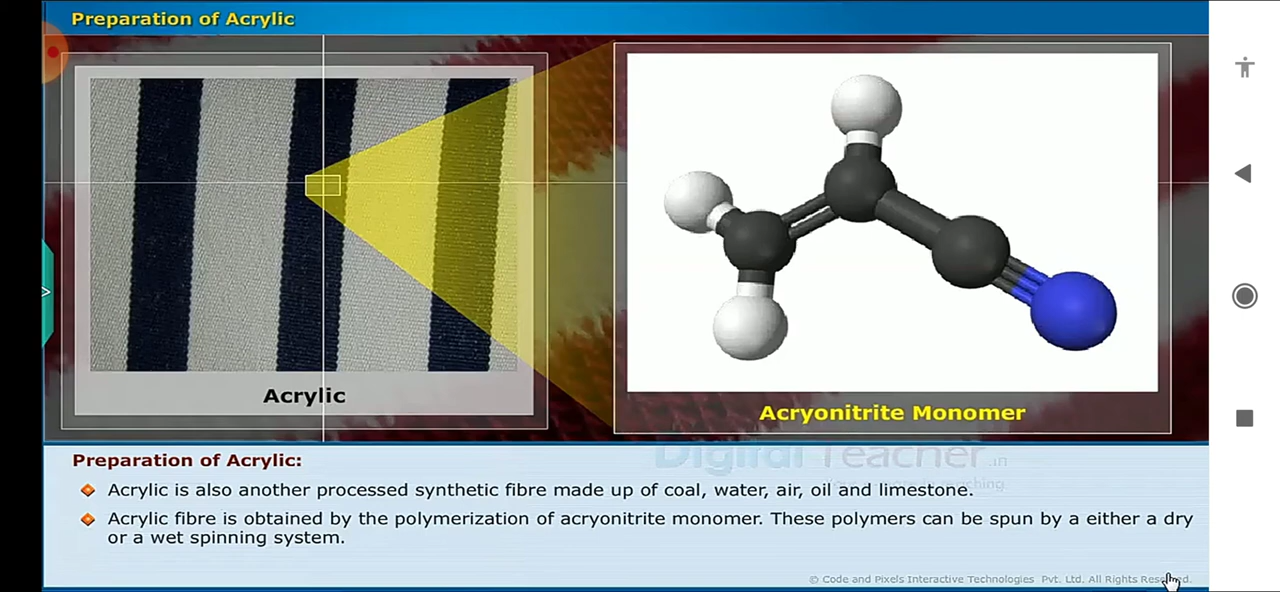 Preparation of Acrylic
Acrylic
Acryonitrite Monomer
Preparation of Acrylic:
Digital Teacher.in
Acrylic is also another processed synthetic fibre made up of coal, water, air, oil and limestone.
Acrylic fibre is obtained by the polymerization of acryonitrite monomer. These polymers can be spun by a either a dry
or a wet spinning system.
© Code and Pixels Interactive Technologies Pvt. Ltd. All Rights Reserved.